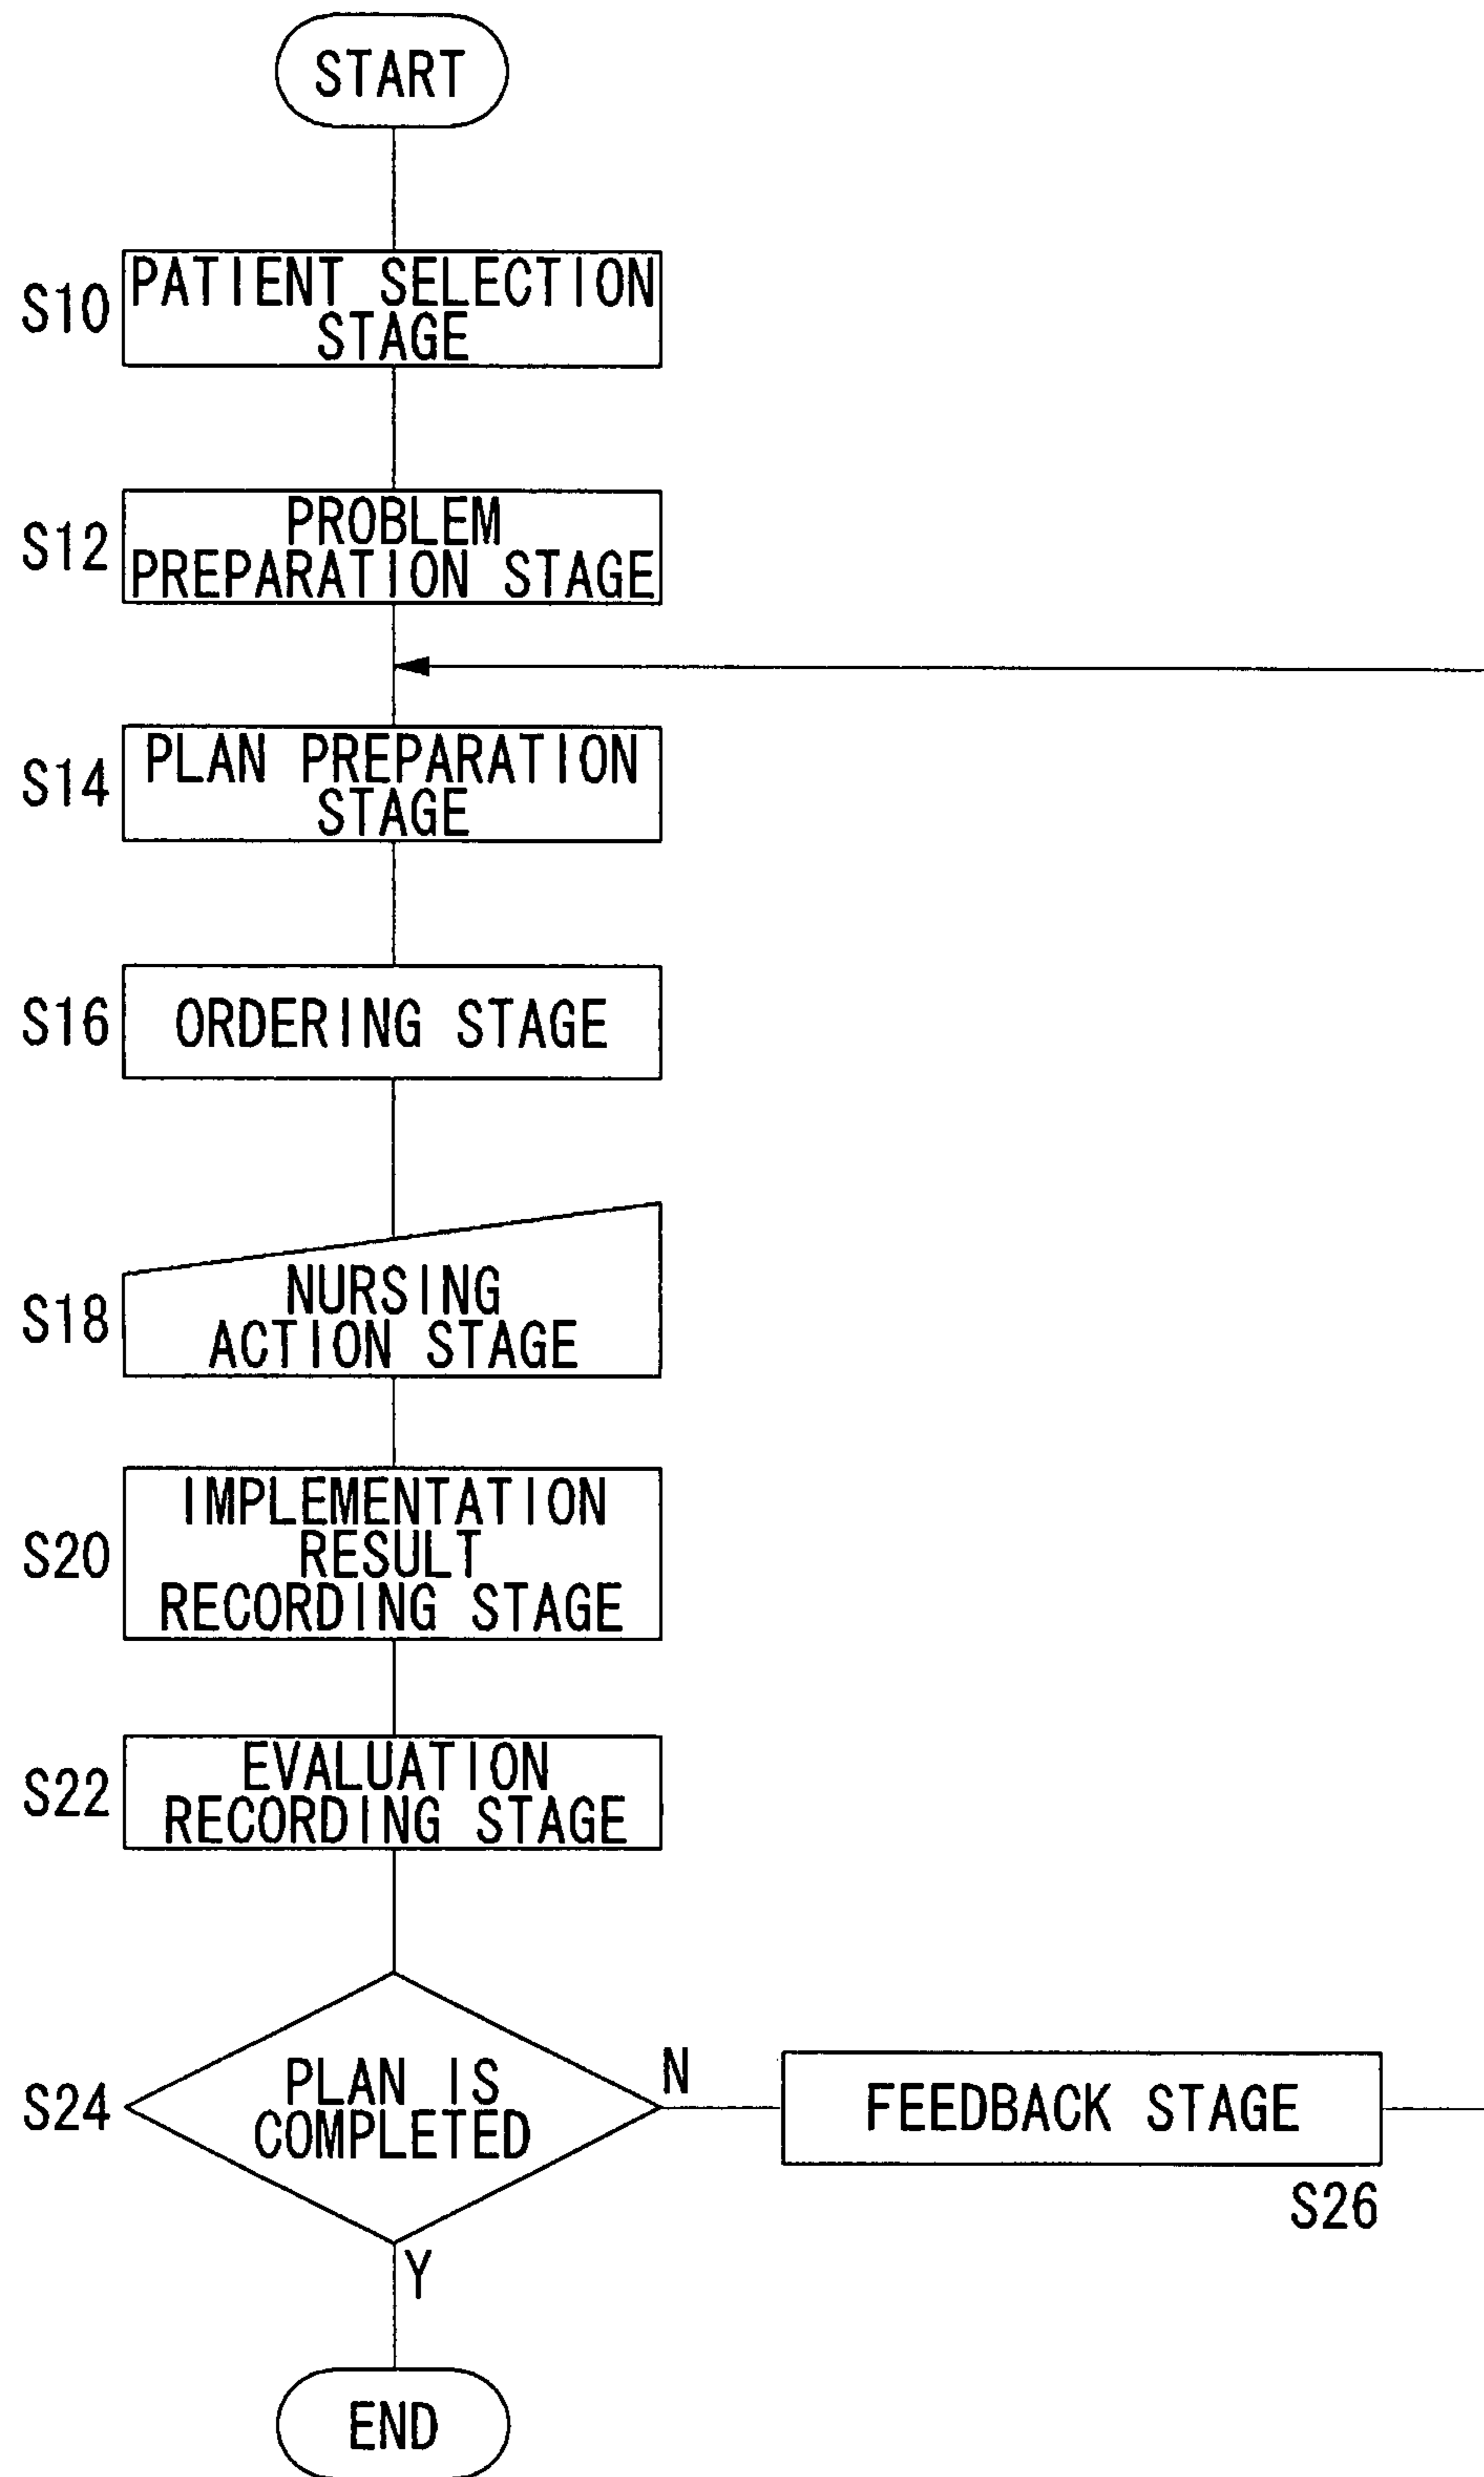 START
S10
PATIENT SELECTION
STAGE
S12
PROBLEM
PREPARATION STAGE
S14
PLAN PREPARATION
STAGE
S16
ORDERING STAGE
S18
NURSING
ACTION STAGE
S20
IMPLEMENTATION
RESULT
RECORDING STAGE
S22
EVALUATION
RECORDING STAGE
S24
PLAN IS
COMPLETED
N
FEEDBACK STAGE
S26
Y
END